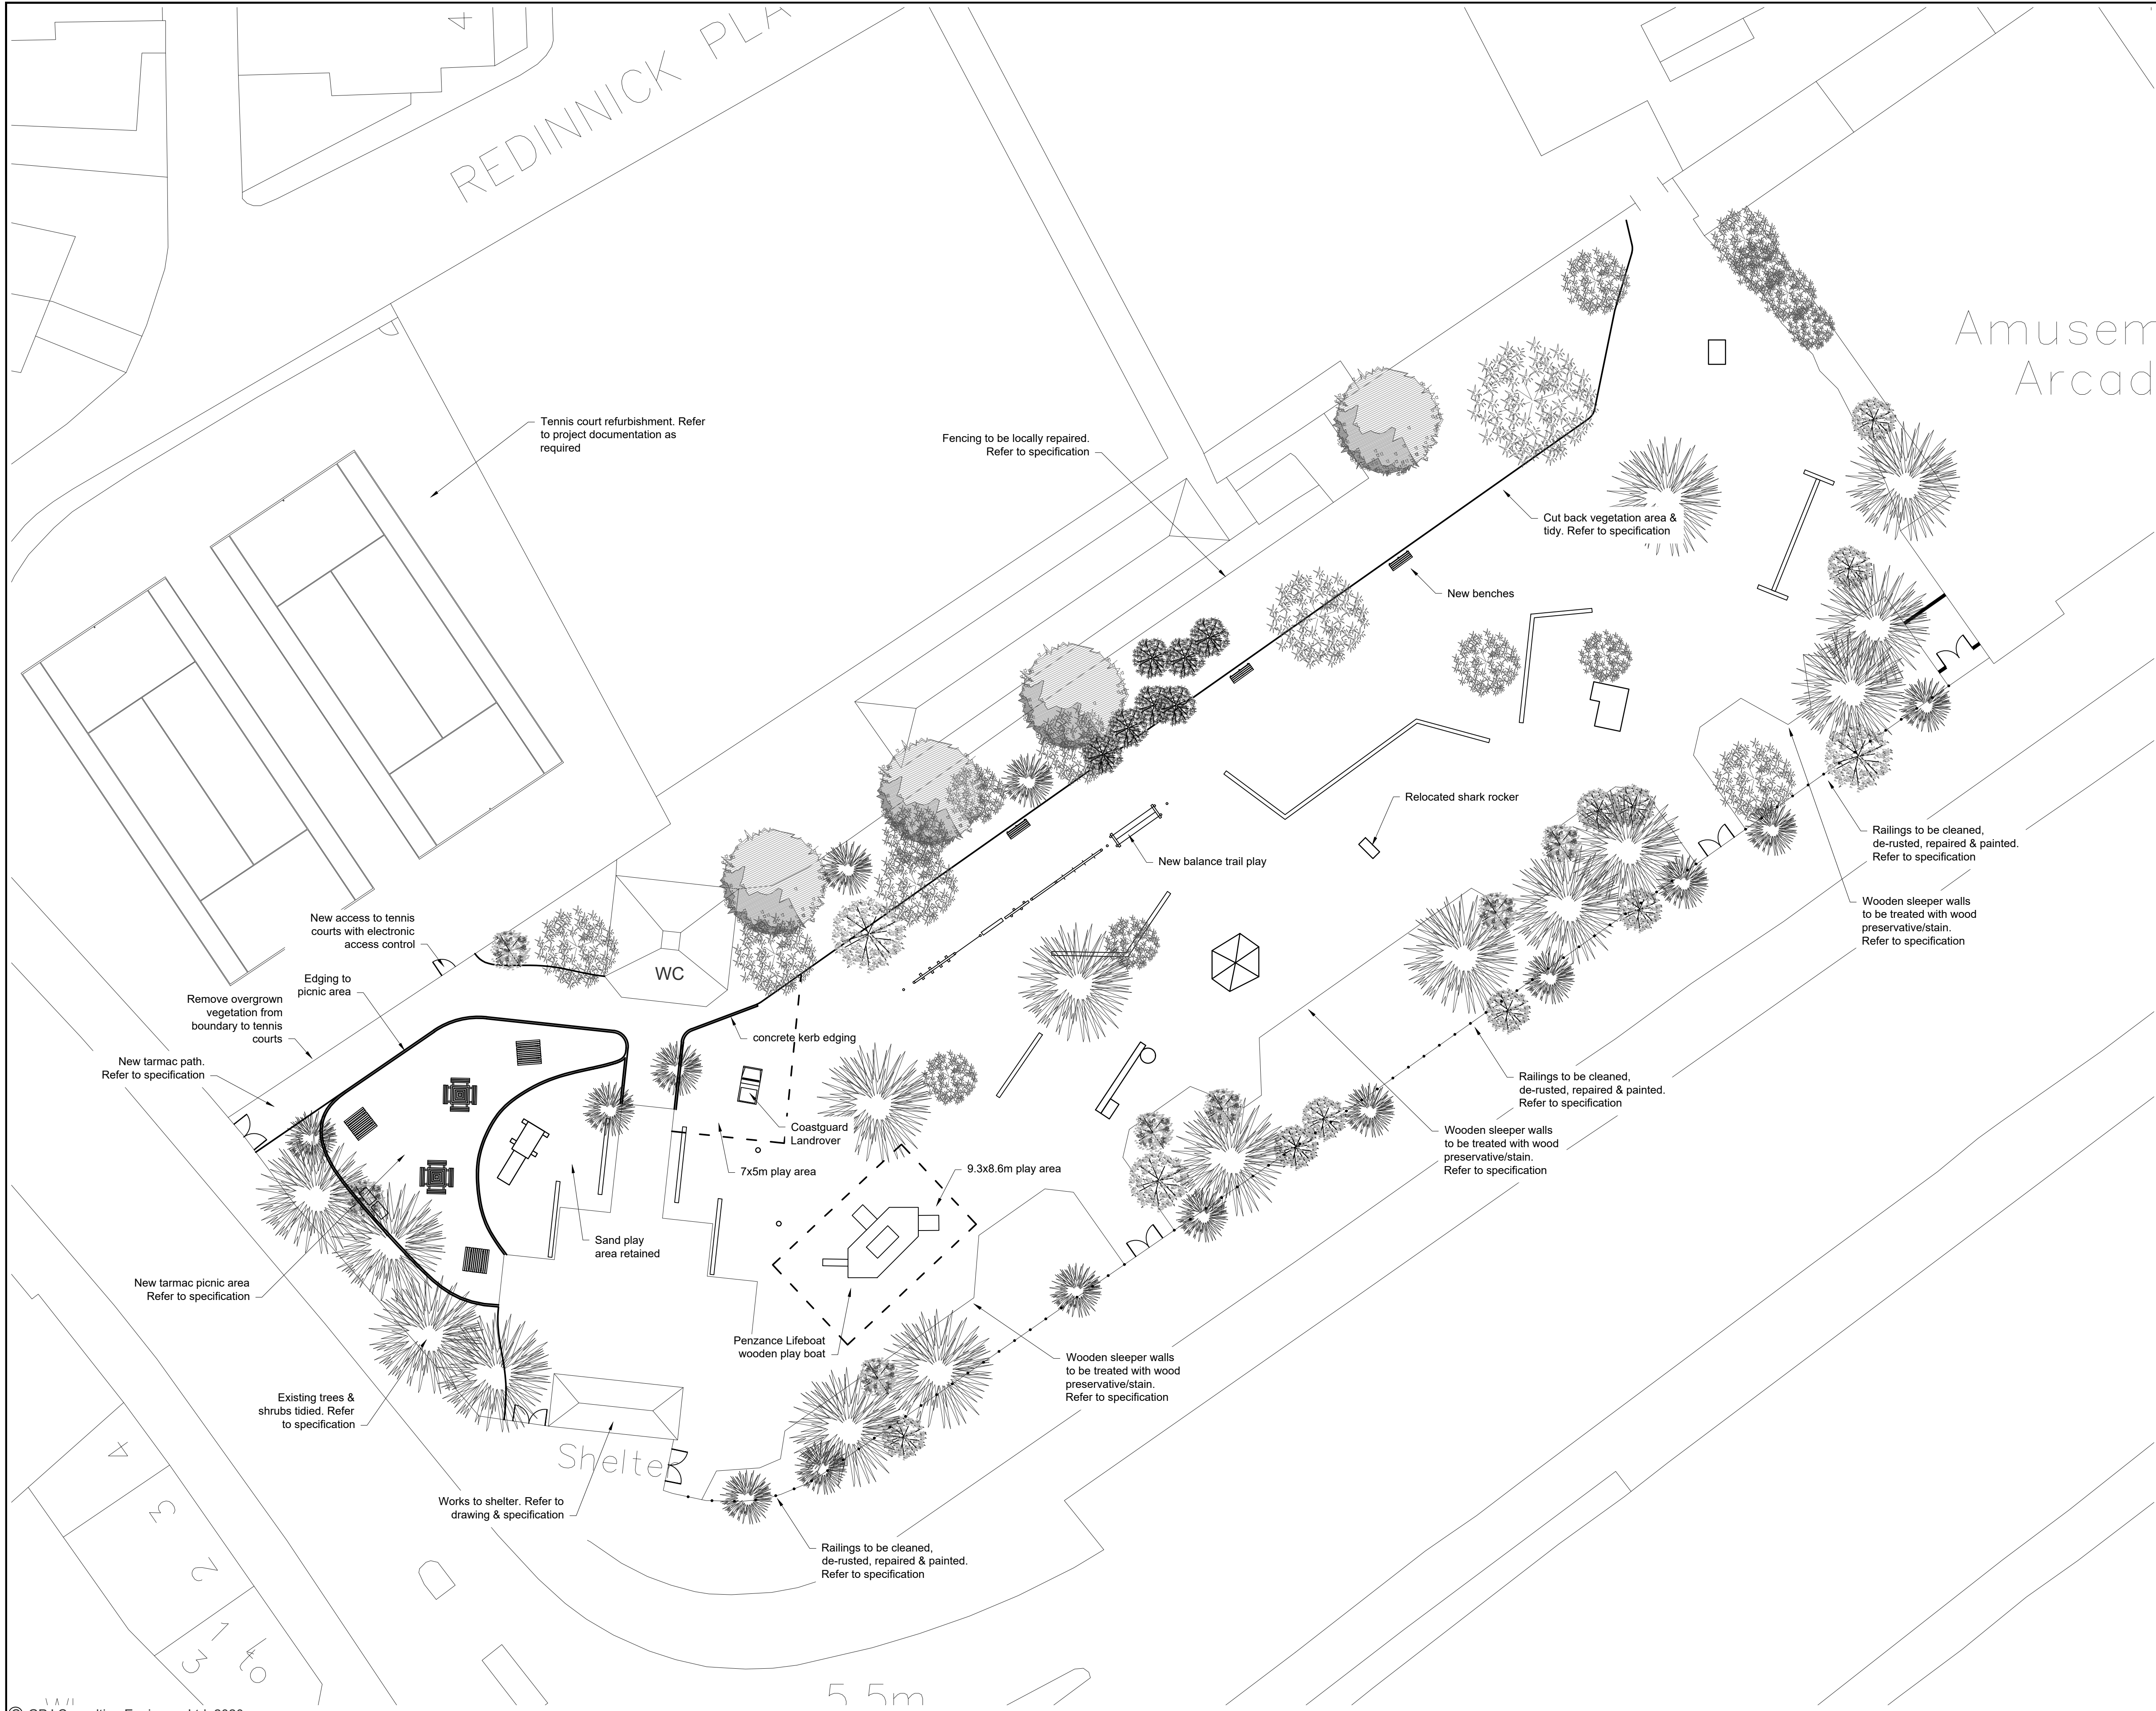 REDINNICK PLA
4
Amusem
Arcad
Tennis court refurbishment. Refer
to project documentation as
required
Fencing to be locally repaired.
Refer to specification
Cut back vegetation area &
tidy. Refer to specification
New benches
Relocated shark rocker
New balance trail play
Railings to be cleaned,
de-rusted, repaired & painted.
Refer to specification
Wooden sleeper walls
to be treated with wood
preservative/stain.
Refer to specification
New access to tennis
courts with electronic
access control
WC
Edging to
picnic area
Remove overgrown
vegetation from
boundary to tennis
courts
concrete kerb edging
New tarmac path.
Refer to specification
Railings to be cleaned,
de-rusted, repaired & painted.
Refer to specification
Coastguard
Landrover
Wooden sleeper walls
to be treated with wood
preservative/stain.
Refer to specification
7x5m play area
9.3x8.6m play area
Sand play
area retained
New tarmac picnic area
Refer to specification
Penzance Lifeboat
wooden play boat
Wooden sleeper walls
to be treated with wood
preservative/stain.
Refer to specification
Existing trees &
shrubs tidied. Refer
to specification
Shelter
Works to shelter. Refer to
drawing & specification
Railings to be cleaned,
de-rusted, repaired & painted.
Refer to specification
4
3
2
1
3
5.5m